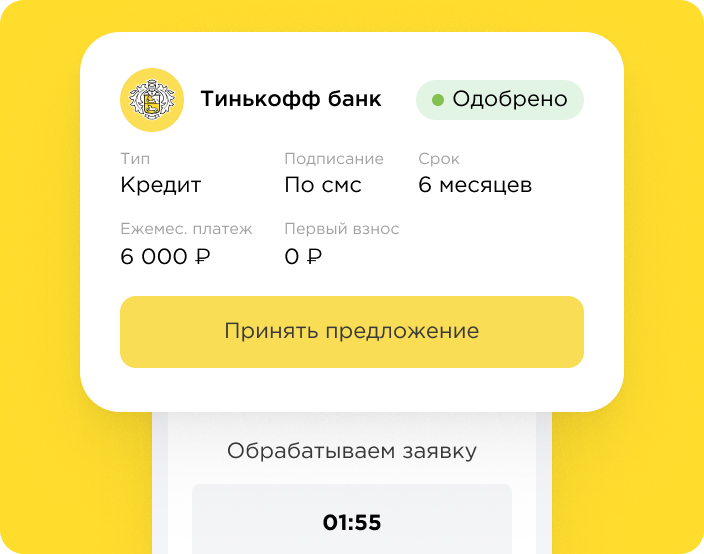 Тинькофф банк
Одобрено
Тип
Подписание
Срок
Кредит
По смс
6 месяцев
Ежемес. платеж
Первый взнос
6 000 ₽
0 ₽
Принять предложение
Обрабатываем заявку
01:55